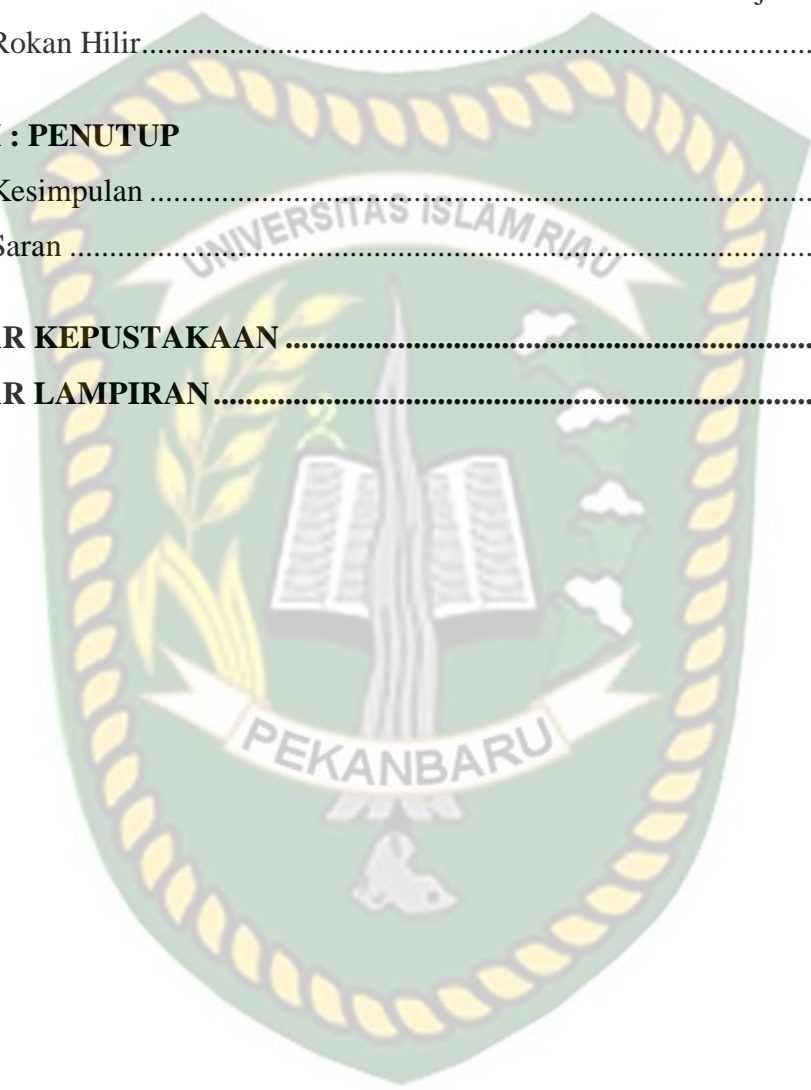 Rokan Hilir
: PENUTUP
Kesimpulan
Saran
R KEPUSTAKAAN
R LAMPIRAN
UNIVERSITAS ISLAM RIAU
PEKANBARU